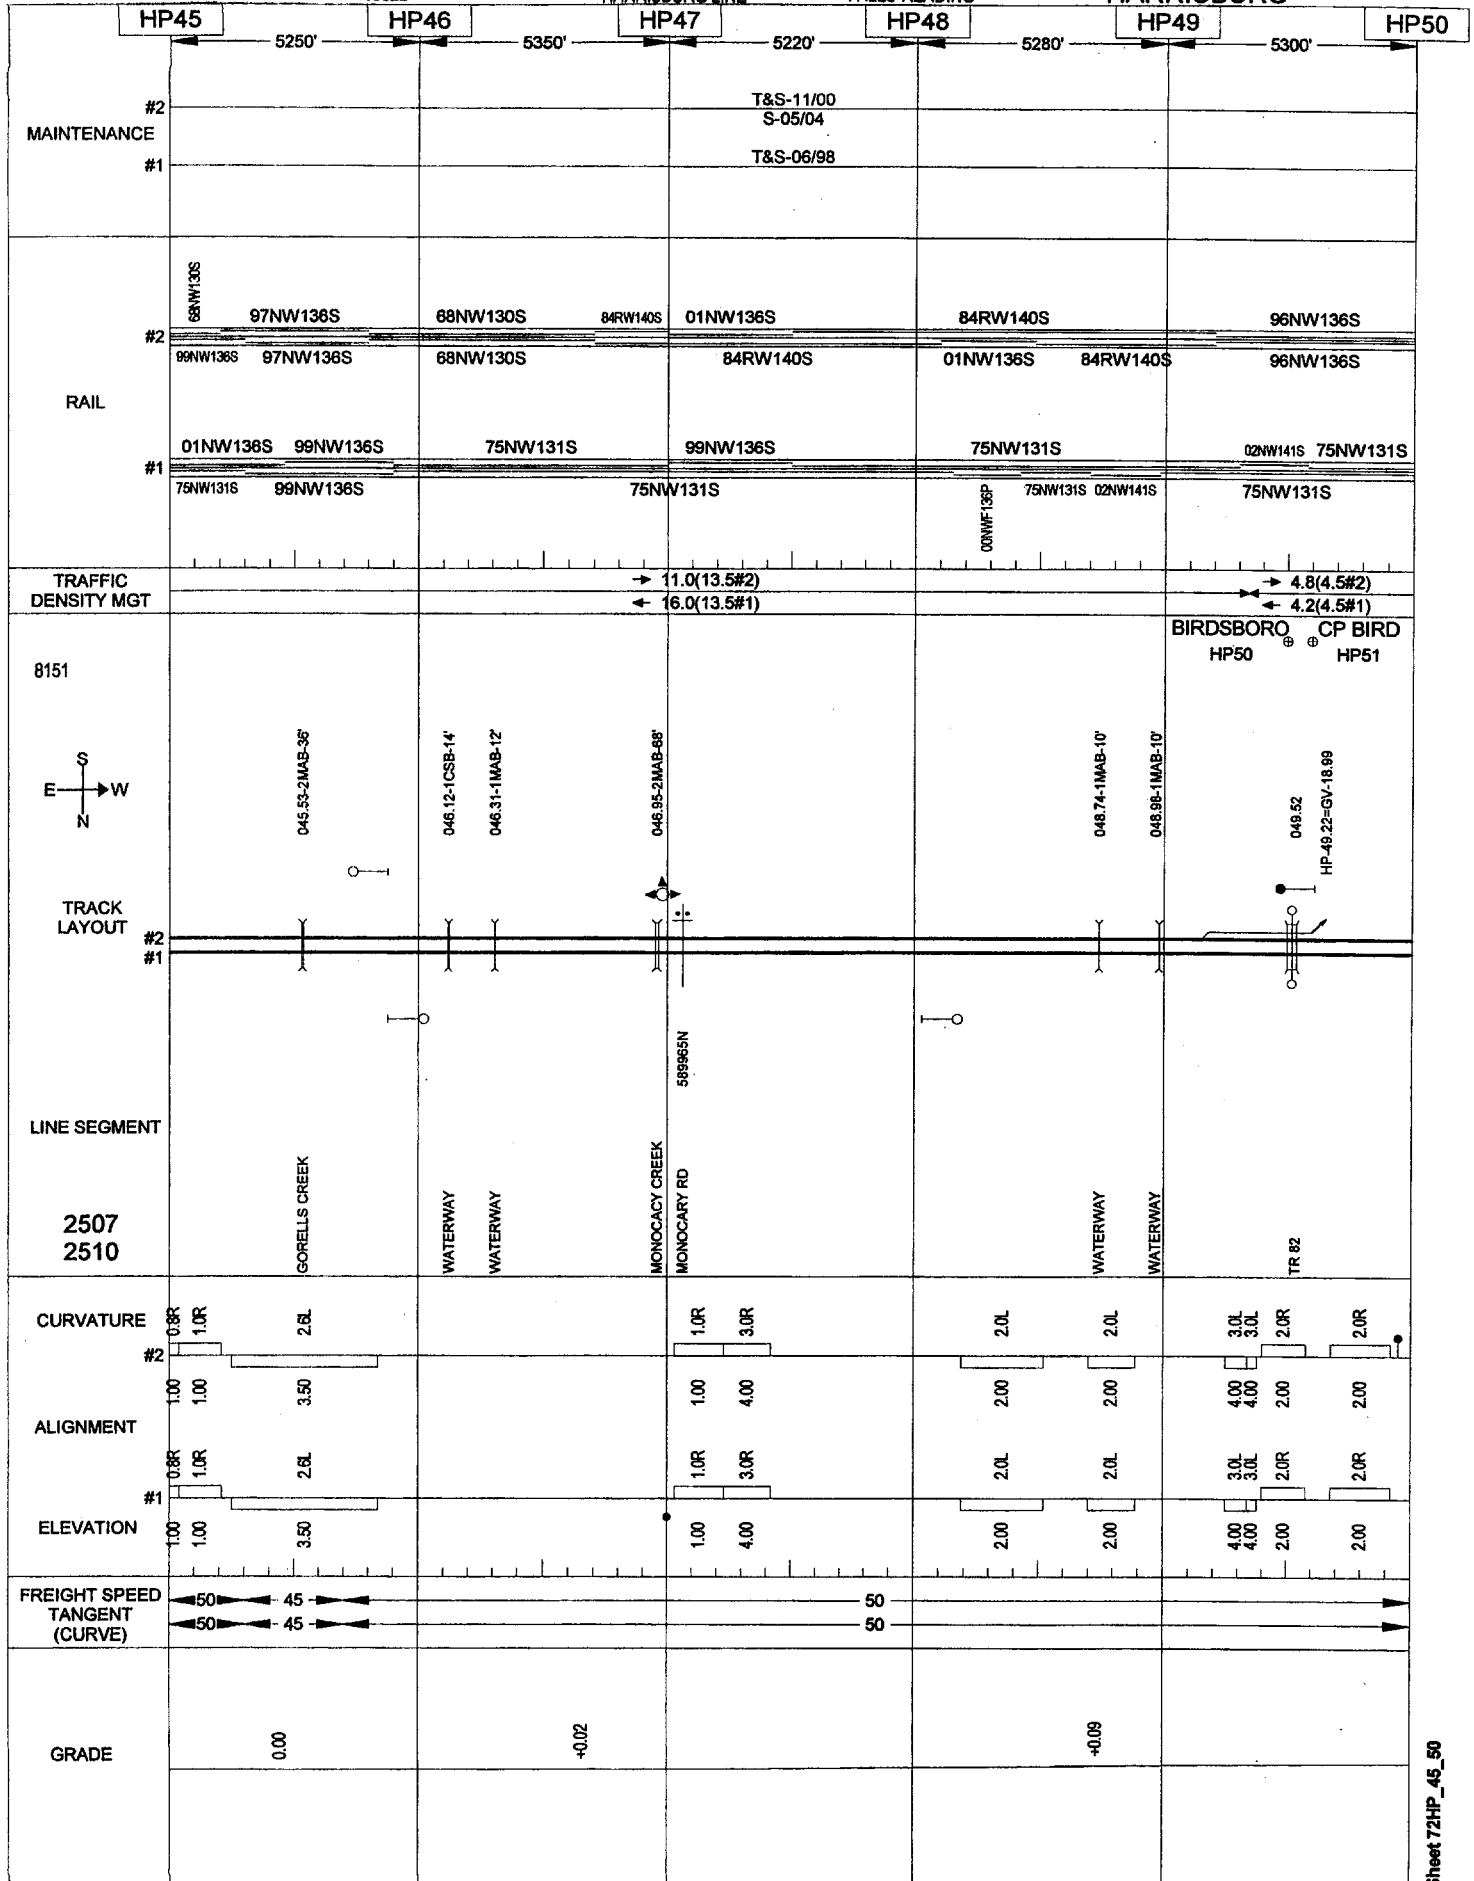 HARRISBURG
HP45 HP46 HP47 HP48 HP49 HP50
5250' 5350' 5220' 5280' 5300'
#2
T&S-11/00
S-05/04
MAINTENANCE
#1
T&S-06/98
68NW130S
97NW136S 68NW130S 84RW140S 01NW136S 84RW140S 96NW136S
#2
99NW136S 97NW136S 68NW130S 84RW140S 01NW136S 84RW140S 96NW136S
RAIL
01NW136S 99NW136S 75NW131S 99NW136S 75NW131S 02NW141S 75NW131S
#1
75NW131S 99NW136S 75NW131S 00NWF136P 75NW131S 02NW141S 75NW131S
TRAFFIC
DENSITY MGT
→ 11.0(13.5#2) → 4.8(4.5#2)
← 16.0(13.5#1) ← 4.2(4.5#1)
BIRDSBORO CP BIRD
HP50 HP51
8151
S
E W
N
045.53-2MAB-36'
046.12-1CSB-14'
046.31-1MAB-12'
046.95-2MAB-68'
048.74-1MAB-10'
048.98-1MAB-10'
049.52
HP-49.22=GV-18.99
TRACK
LAYOUT
#2
#1
589965N
LINE SEGMENT
2507
2510
GORELLS CREEK
WATERWAY
WATERWAY
MONOCACY CREEK
MONOCARY RD
WATERWAY
WATERWAY
TR 82
CURVATURE
0.8R 1.0R 2.6L 1.0R 3.0R 2.0L 2.0L 3.0L 3.0L 2.0R 2.0R
#2
1.00 1.00 3.50 1.00 4.00 2.00 2.00 4.00 4.00 2.00 2.00
ALIGNMENT
0.8R 1.0R 2.6L 1.0R 3.0R 2.0L 2.0L 3.0L 3.0L 2.0R 2.0R
#1
ELEVATION
1.00 1.00 3.50 1.00 4.00 2.00 2.00 4.00 4.00 2.00 2.00
FREIGHT SPEED
TANGENT
(CURVE)
50 45 50
50 45 50
GRADE
0.00 +0.02 +0.09
Sheet 72HP_45_50